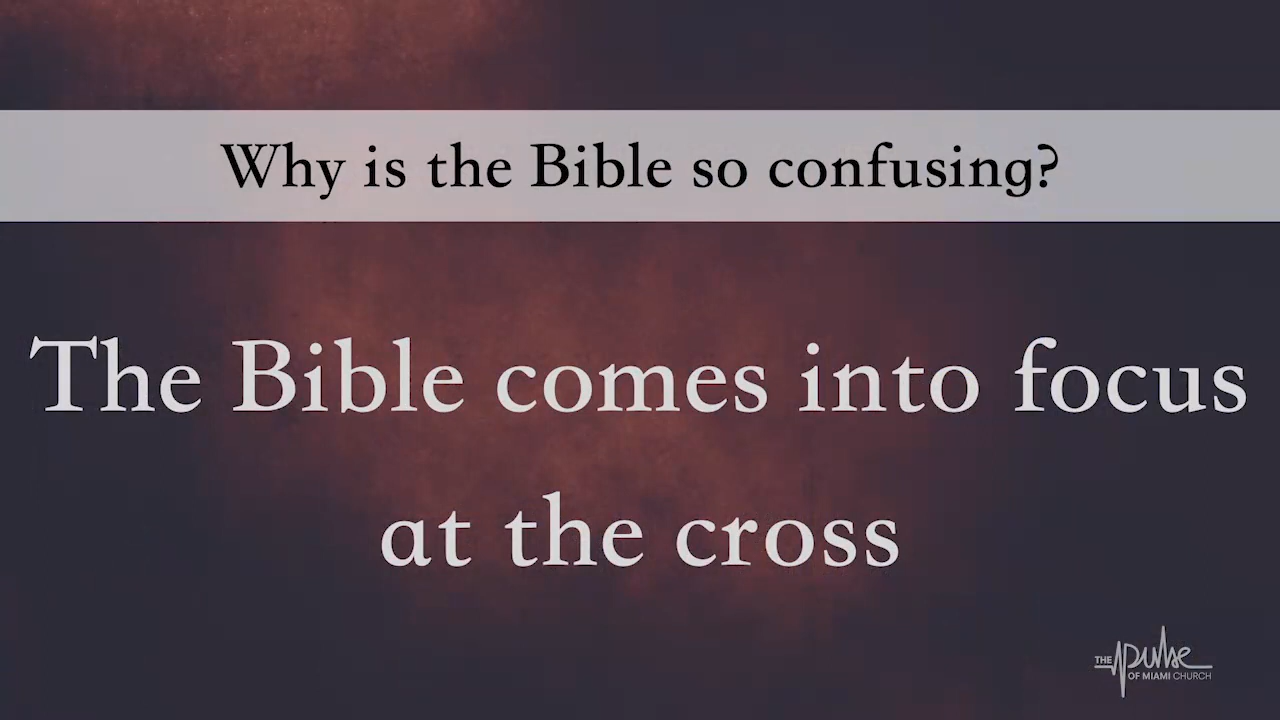 Why is the Bible so confusing?
The Bible comes into focus
at the cross
THE pulse
OF MIAMI CHURCH